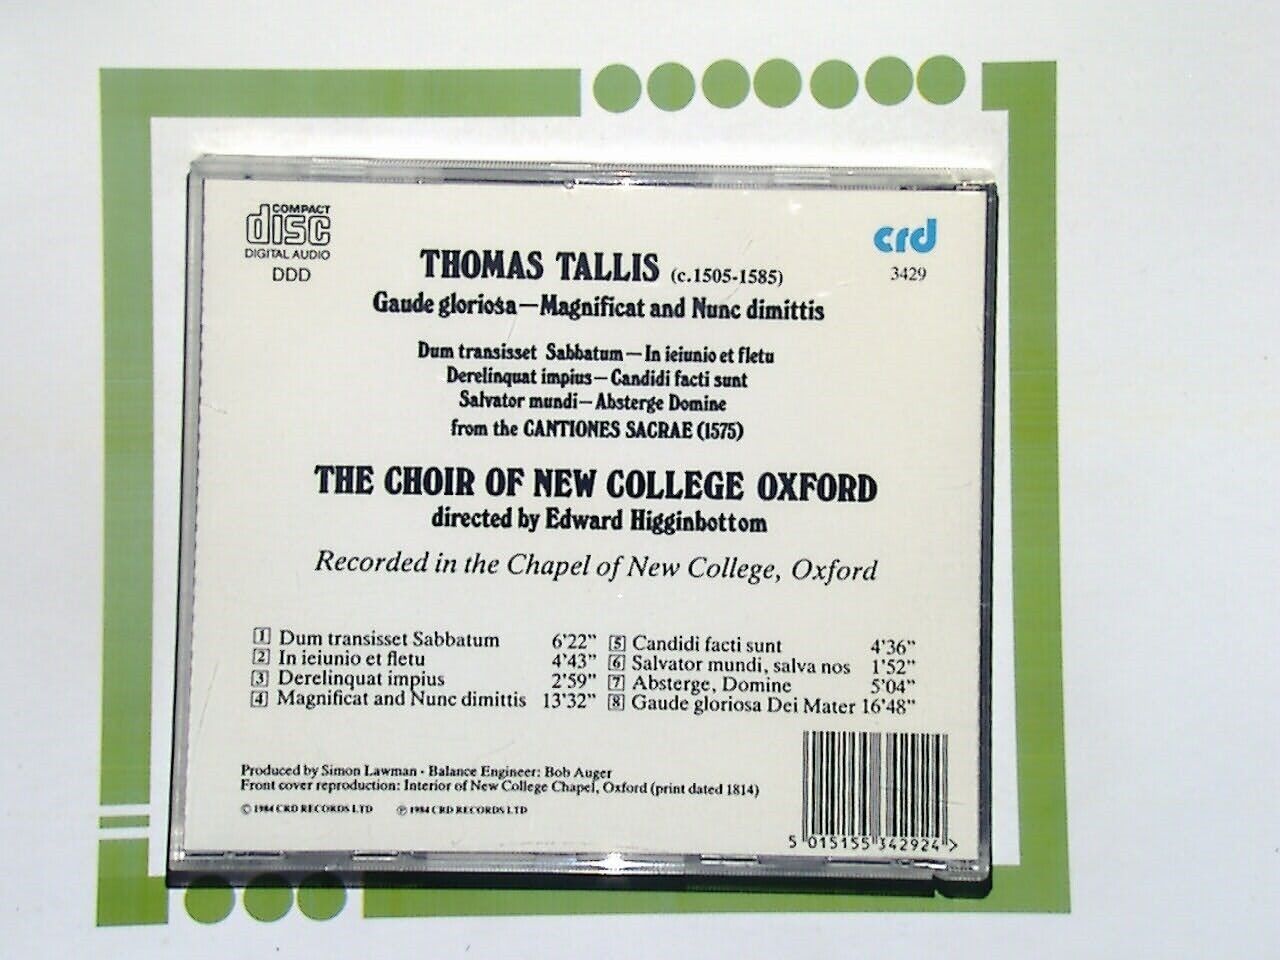 COMPACT
disc
DIGITAL AUDIO
DDD
crd
3429
THOMAS TALLIS (c.1505-1585)
Gaude gloriosa—Magnificat and Nunc dimittis
Dum transisset Sabbatum—In ieiunio et fletu
Derelinquat impius—Candidi facti sunt
Salvator mundi—Absterge Domine
from the CANTIONES SACRAE (1575)
THE CHOIR OF NEW COLLEGE OXFORD
directed by Edward Higginbottom
Recorded in the Chapel of New College, Oxford
1 Dum transisset Sabbatum 6'22”
2 In ieiunio et fletu 4'43”
3 Derelinquat impius 2'59”
4 Magnificat and Nunc dimittis 13'32”
5 Candidi facti sunt 4'36”
6 Salvator mundi, salva nos 1'52”
7 Absterge, Domine 5'04”
8 Gaude gloriosa Dei Mater 16'48”
Produced by Simon Lawman · Balance Engineer: Bob Auger
Front cover reproduction: Interior of New College Chapel, Oxford (print dated 1814)
© 1984 CRD RECORDS LTD ℗ 1984 CRD RECORDS LTD
5 015155 342924 >